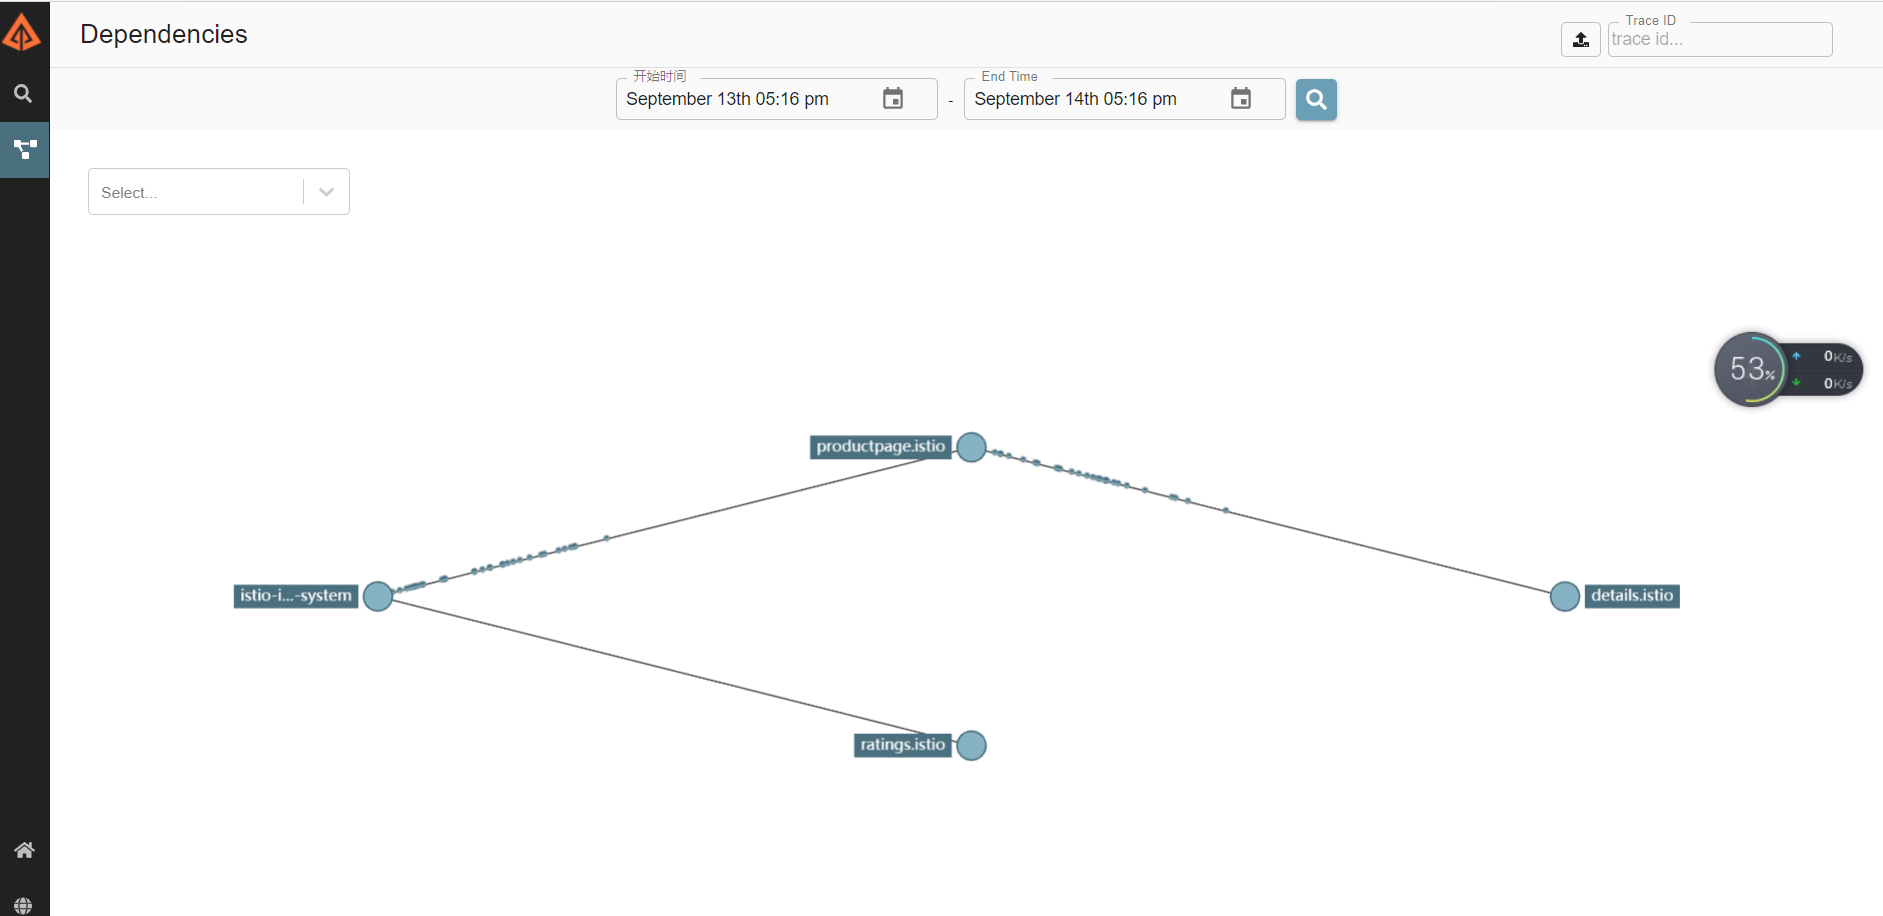 Dependencies
Trace ID
trace id...
开始时间
September 13th 05:16 pm
-
End Time
September 14th 05:16 pm
Select...
53%
0K/s
0K/s
productpage.istio
istio-i...-system
details.istio
ratings.istio